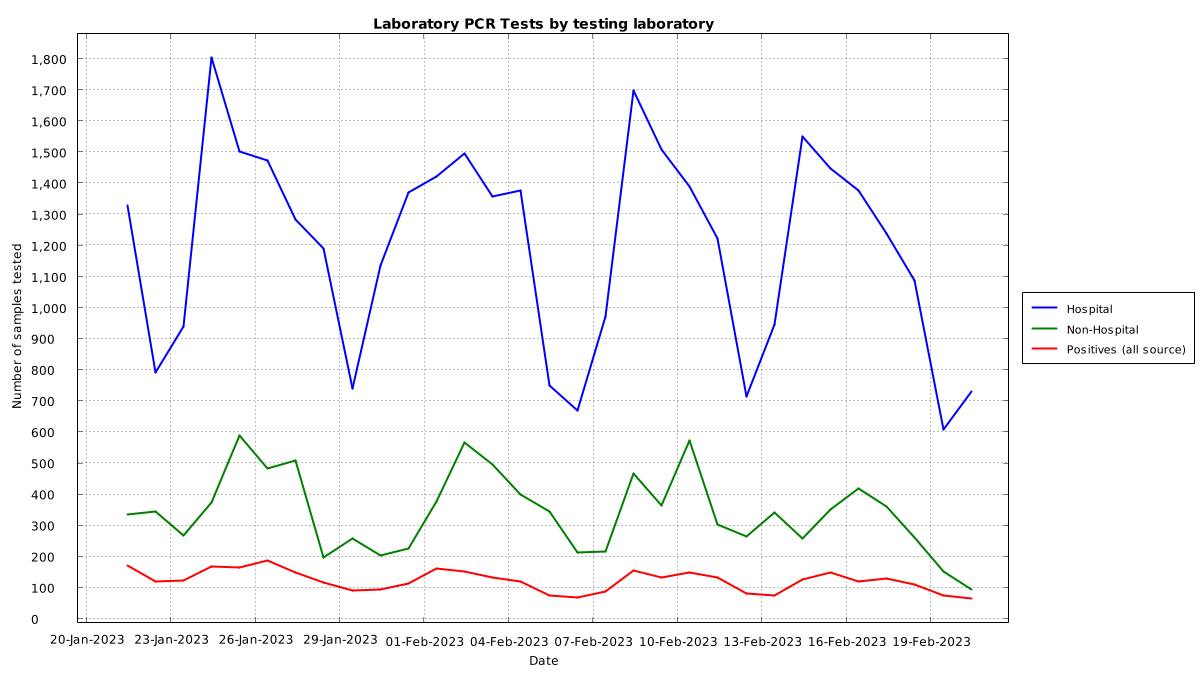 Laboratory PCR Tests by testing laboratory
1,800
1,700
1,600
1,500
1,400
1,300
1,200
1,100
1,000
900
800
700
600
500
400
300
200
100
0
Number of samples tested
20-Jan-2023 23-Jan-2023 26-Jan-2023 29-Jan-2023 01-Feb-2023 04-Feb-2023 07-Feb-2023 10-Feb-2023 13-Feb-2023 16-Feb-2023 19-Feb-2023
Date
Hospital
Non-Hospital
Positives (all source)